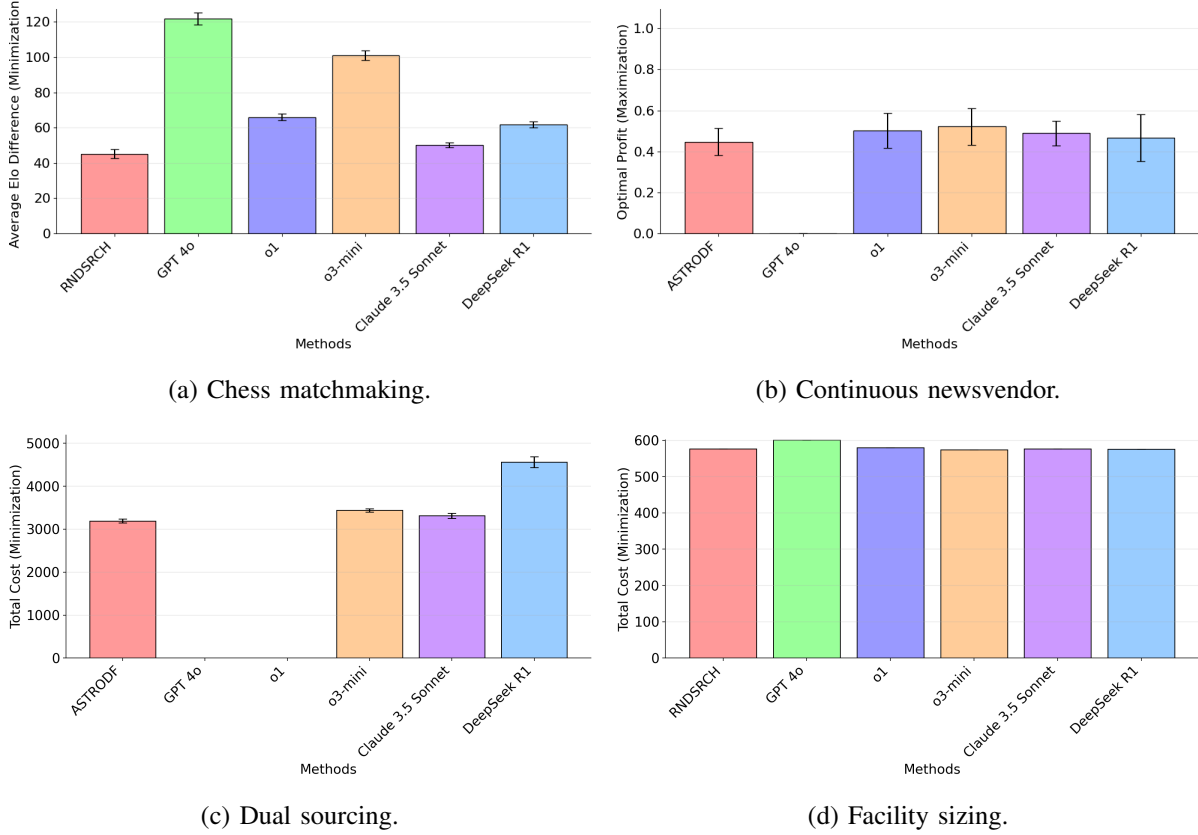 Average Elo Difference (Minimization
120
100
80
60
40
20
0
RNDSRCH
GPT 4o
o1
o3-mini
Claude 3.5 Sonnet
DeepSeek R1
Methods
(a) Chess matchmaking.
Optimal Profit (Maximization)
1.0
0.8
0.6
0.4
0.2
0.0
ASTRODF
GPT 4o
o1
o3-mini
Claude 3.5 Sonnet
DeepSeek R1
Methods
(b) Continuous newsvendor.
Total Cost (Minimization)
5000
4000
3000
2000
1000
0
ASTRODF
GPT 4o
o1
o3-mini
Claude 3.5 Sonnet
DeepSeek R1
Methods
(c) Dual sourcing.
Total Cost (Minimization)
600
500
400
300
200
100
0
RNDSRCH
GPT 4o
o1
o3-mini
Claude 3.5 Sonnet
DeepSeek R1
Methods
(d) Facility sizing.